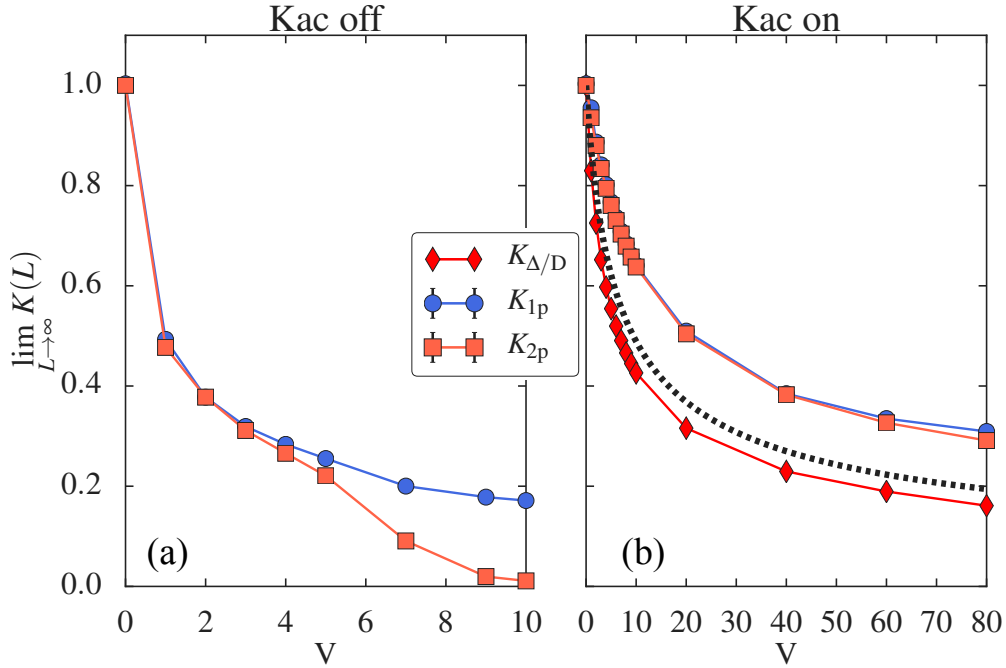 Kac off
Kac on
lim K(L)
L→∞
1.0
0.8
0.6
0.4
0.2
0.0
K_Δ/D
K_1p
K_2p
(a)
(b)
0 2 4 6 8 10
0 10 20 30 40 50 60 70 80
V
V